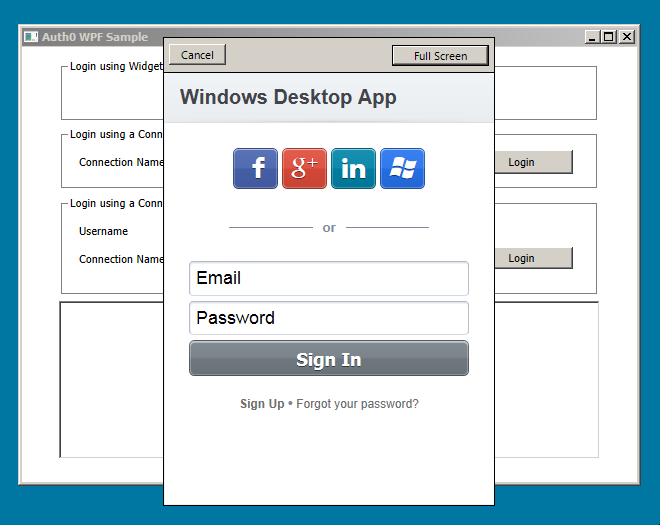 Auth0 WPF Sample
Cancel
Full Screen
Login using Widget
Windows Desktop App
Login using a Conn
Connection Name
Login
f g+ in
Login using a Conn
Username
or
Connection Name
Login
Email
Password
Sign In
Sign Up • Forgot your password?